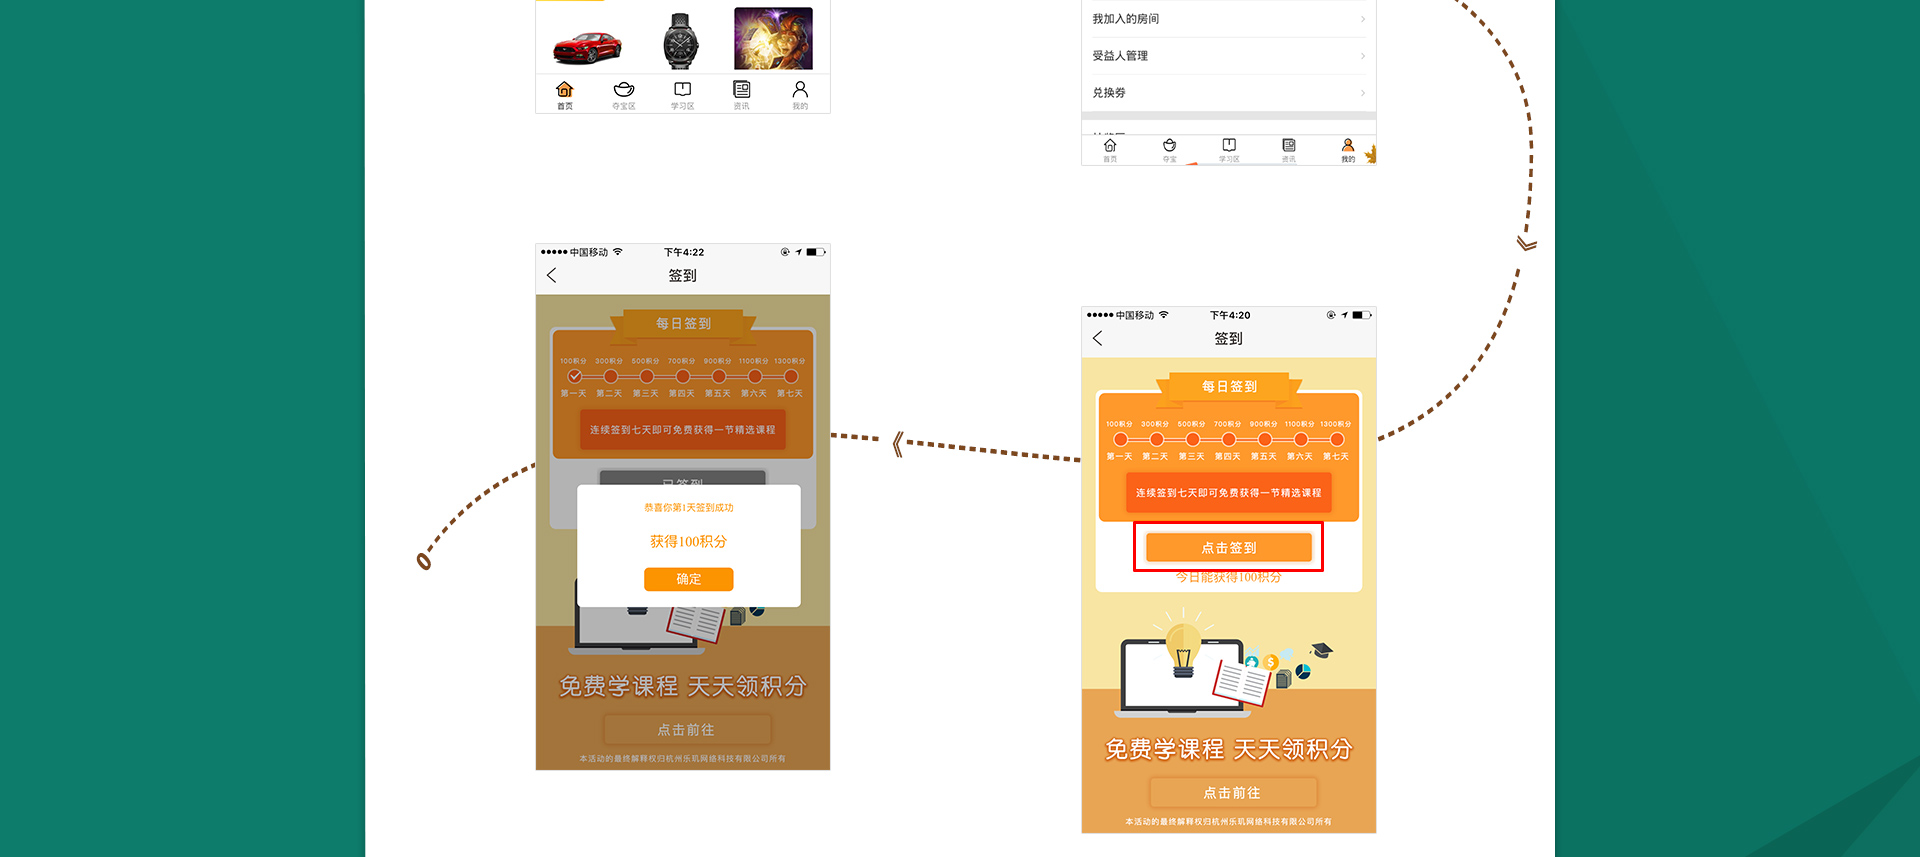 首页 夺宝区 学习区 资讯 我的
我加入的房间
受益人管理
兑换券
首页 夺宝 学习区 资讯 我的
中国移动 下午4:22
签到
每日签到
100积分 300积分 500积分 700积分 900积分 1100积分 1300积分
第一天 第二天 第三天 第四天 第五天 第六天 第七天
连续签到七天即可免费获得一节精选课程
已签到
恭喜你第1天签到成功
获得100积分
确定
免费学课程 天天领积分
点击前往
本活动的最终解释权归杭州乐玑网络科技有限公司所有
中国移动 下午4:20
签到
每日签到
100积分 300积分 500积分 700积分 900积分 1100积分 1300积分
第一天 第二天 第三天 第四天 第五天 第六天 第七天
连续签到七天即可免费获得一节精选课程
点击签到
今日能获得100积分
免费学课程 天天领积分
点击前往
本活动的最终解释权归杭州乐玑网络科技有限公司所有